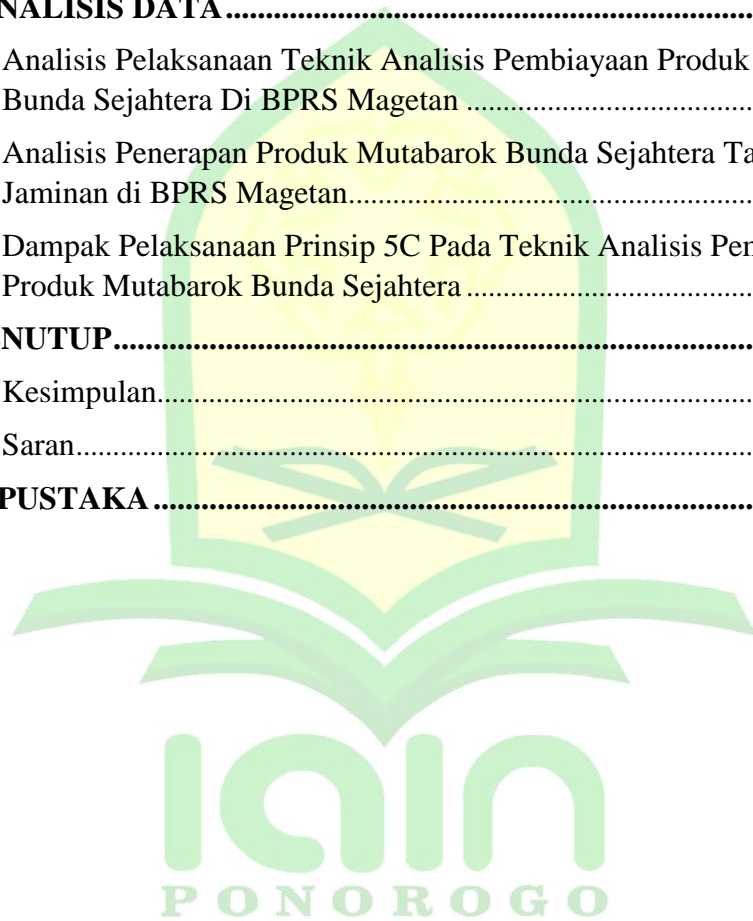 NALISIS DATA
Analisis Pelaksanaan Teknik Analisis Pembiayaan Produk
Bunda Sejahtera Di BPRS Magetan
Analisis Penerapan Produk Mutabarok Bunda Sejahtera Ta
Jaminan di BPRS Magetan
Dampak Pelaksanaan Prinsip 5C Pada Teknik Analisis Pem
Produk Mutabarok Bunda Sejahtera
NUTUP
Kesimpulan
Saran
PUSTAKA
iain
PONOROGO